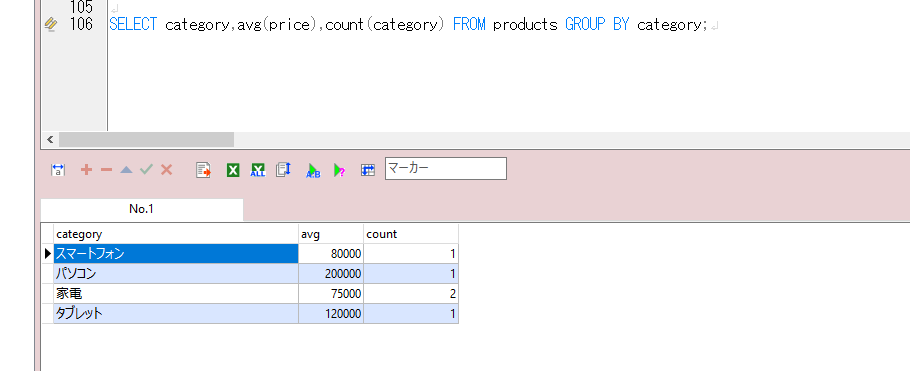 105
106 SELECT category,avg(price),count(category) FROM products GROUP BY category;
マーカー
No.1
category avg count
スマートフォン 80000 1
パソコン 200000 1
家電 75000 2
タブレット 120000 1